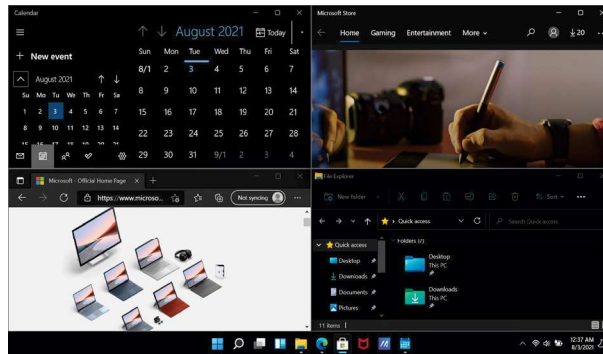 Calendar
August 2021
Today
New event
August 2021
Su Mo Tu We Th Fr Sa
1 2 3 4 5 6 7
8 9 10 11 12 13 14
Sun Mon Tue Wed Thu Fri Sat
8/1 2 3 4 5 6 7
8 9 10 11 12 13 14
15 16 17 18 19 20 21
22 23 24 25 26 27 28
29 30 31 9/1 2 3 4
Microsoft Store
Home Gaming Entertainment More
20
Microsoft - Official Home Page
https://www.microso...
Not syncing
File Explorer
New folder
Sort
Quick access
Search Quick access
Quick access
Desktop
Downloads
Documents
Pictures
Folders (7)
Desktop
This PC
Downloads
This PC
11 items
12:37 AM
8/3/2021